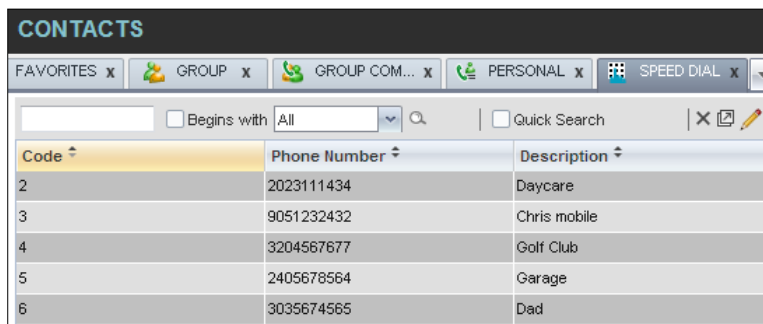 CONTACTS
FAVORITES x GROUP x GROUP COM... x PERSONAL x SPEED DIAL x
Begins with All Quick Search
Code Phone Number Description
2 2023111434 Daycare
3 9051232432 Chris mobile
4 3204567677 Golf Club
5 2405678564 Garage
6 3035674565 Dad